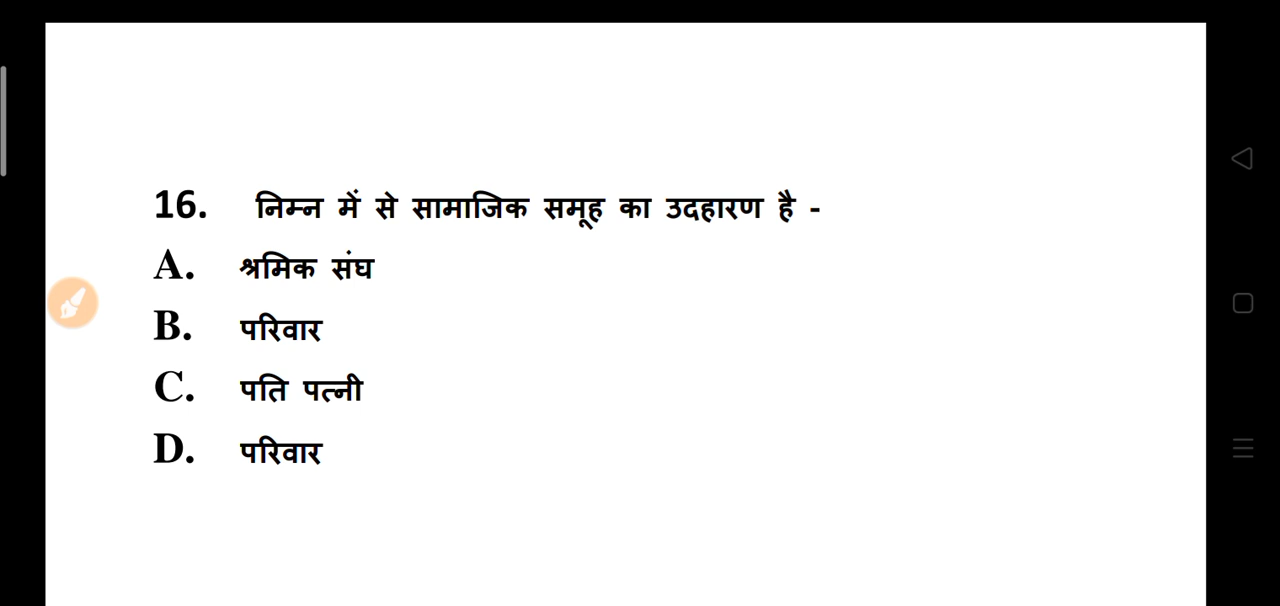 16. निम्न में से सामाजिक समूह का उदहारण है -
A. श्रमिक संघ
B. परिवार
C. पति पत्नी
D. परिवार